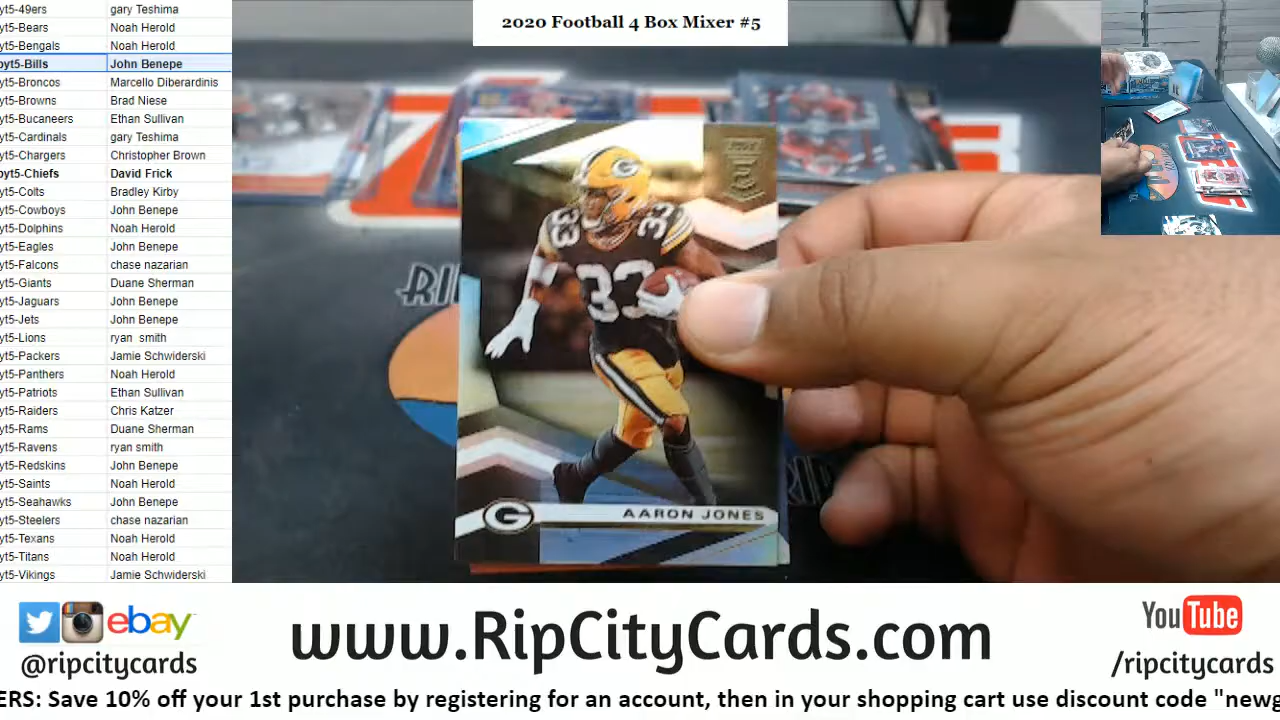 yt5-49ers gary Teshima
yt5-Bears Noah Herold
yt5-Bengals Noah Herold
pyt5-Bills John Benepe
yt5-Broncos Marcello Diberardinis
yt5-Browns Brad Niese
yt5-Bucaneers Ethan Sullivan
yt5-Cardinals gary Teshima
yt5-Chargers Christopher Brown
pyt5-Chiefs David Frick
yt5-Colts Bradley Kirby
yt5-Cowboys John Benepe
yt5-Dolphins Noah Herold
yt5-Eagles John Benepe
yt5-Falcons chase nazarian
yt5-Giants Duane Sherman
yt5-Jaguars John Benepe
yt5-Jets John Benepe
yt5-Lions ryan smith
yt5-Packers Jamie Schwiderski
yt5-Panthers Noah Herold
yt5-Patriots Ethan Sullivan
yt5-Raiders Chris Katzer
yt5-Rams Duane Sherman
yt5-Ravens ryan smith
yt5-Redskins John Benepe
yt5-Saints Noah Herold
yt5-Seahawks John Benepe
yt5-Steelers chase nazarian
yt5-Texans Noah Herold
yt5-Titans Noah Herold
yt5-Vikings Jamie Schwiderski
2020 Football 4 Box Mixer #5
G
33
33
33
RI
G AARON JONES
RIP
ebay
@ripcitycards
www.RipCityCards.com
YouTube
/ripcitycards
ERS: Save 10% off your 1st purchase by registering for an account, then in your shopping cart use discount code "newg